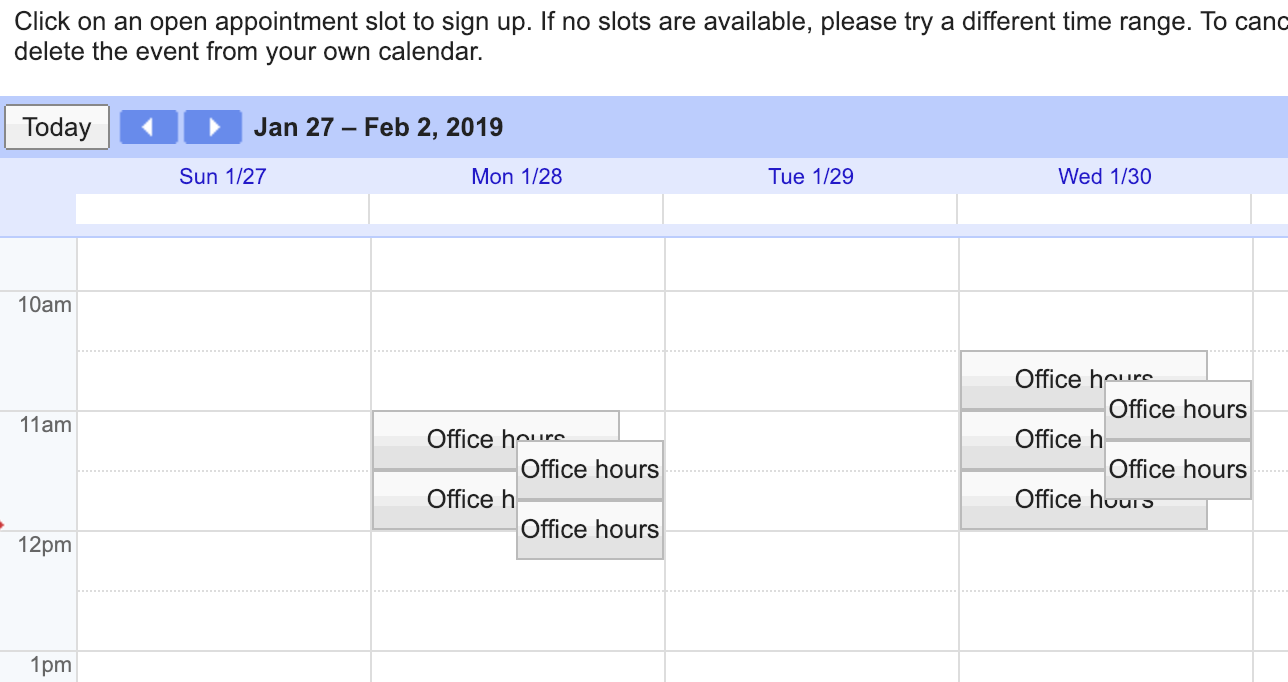 Click on an open appointment slot to sign up. If no slots are available, please try a different time range. To
delete the event from your own calendar.
Today
Jan 27 – Feb 2, 2019
Sun 1/27
Mon 1/28
Tue 1/29
Wed 1/30
10am
11am
12pm
1pm
Office hours
Office hours
Office
Office hours
Office hours
Office hours
Office
Office hours
Office hours
Office hours